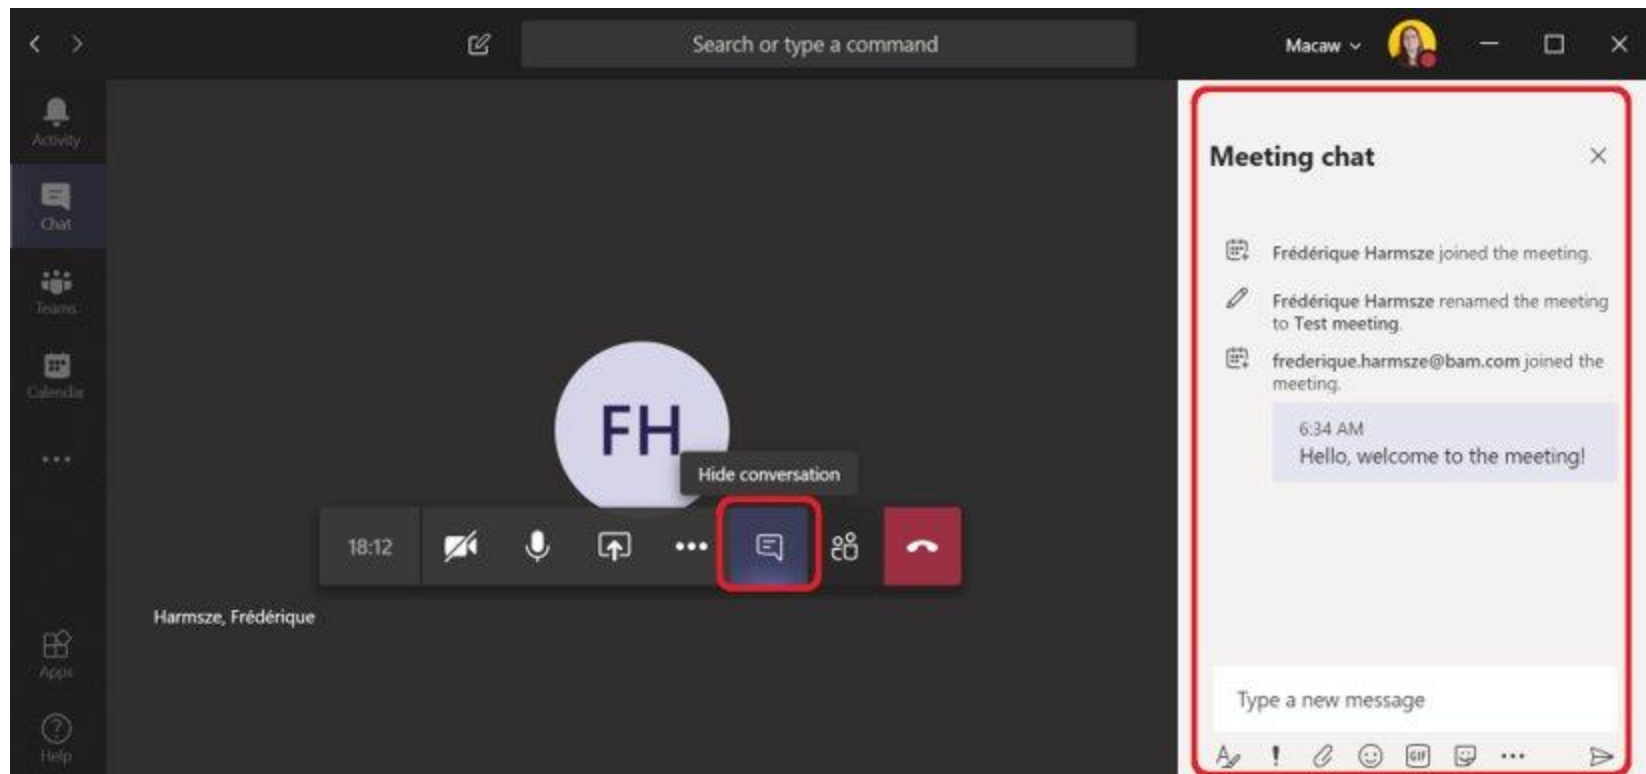 Search or type a command
Macaw
Activity
Chat
Teams
Calendar
Apps
Help
FH
Hide conversation
18:12
Harmsze, Frédérique
Meeting chat
Frédérique Harmsze joined the meeting.
Frédérique Harmsze renamed the meeting
to Test meeting.
frederique.harmsze@bam.com joined the
meeting.
6:34 AM
Hello, welcome to the meeting!
Type a new message
GIF